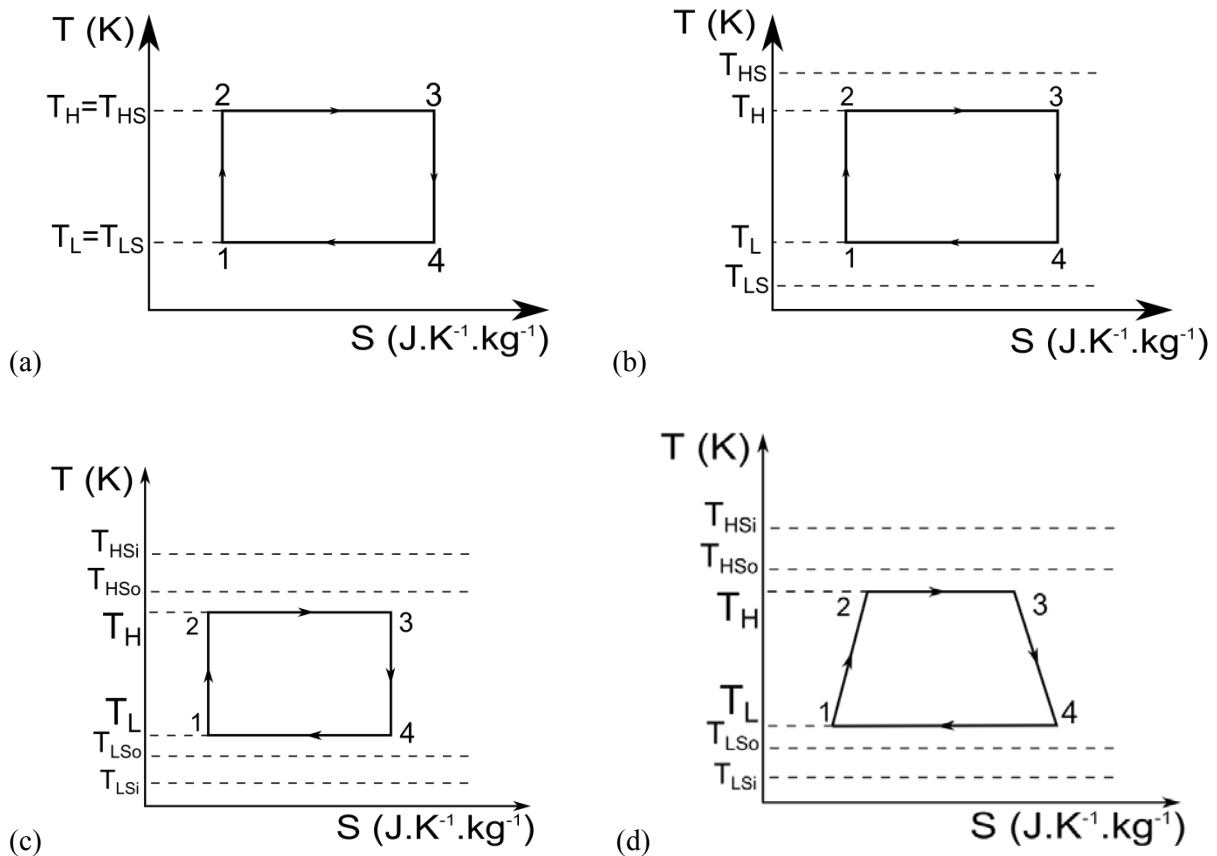 T (K)
T_H=T_HS
2 3
T_L=T_LS
1 4
S (J.K⁻¹.kg⁻¹)
(a)
T (K)
T_HS
2 3
T_H
T_L
1 4
T_LS
S (J.K⁻¹.kg⁻¹)
(b)
T (K)
T_HSi
T_HSo
T_H
2 3
T_L
1 4
T_LSo
T_LSi
S (J.K⁻¹.kg⁻¹)
(c)
T (K)
T_HSi
T_HSo
T_H
2 3
T_L
1 4
T_LSo
T_LSi
S (J.K⁻¹.kg⁻¹)
(d)